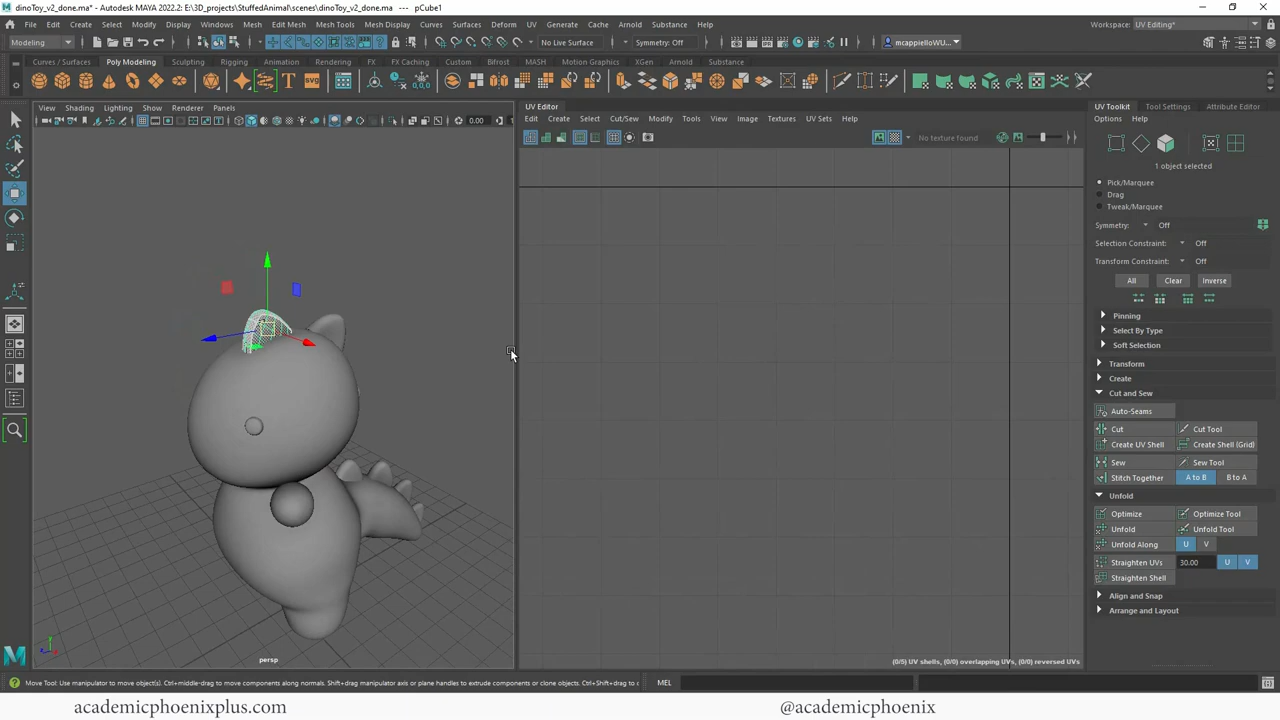 dinoToy_v2_done.ma* - Autodesk MAYA 2022.2: E:\3D_projects\StuffedAnimal\scenes\dinoToy_v2_done.ma --- pCube1
File Edit Create Select Modify Display Windows Mesh Edit Mesh Mesh Tools Mesh Display Curves Surfaces Deform UV Generate Cache Arnold Substance Help
Workspace: UV Editing*
Modeling
No Live Surface
Symmetry: Off
mcappielloWU...
Curves / Surfaces Poly Modeling Sculpting Rigging Animation Rendering FX FX Caching Custom Bifrost MASH Motion Graphics XGen Arnold Substance
View Shading Lighting Show Renderer Panels
0.00
persp
UV Editor
Edit Create Select Cut/Sew Modify Tools View Image Textures UV Sets Help
No texture found
(0/5) UV shells, (0/0) overlapping UVs, (0/0) reversed UVs
UV Toolkit Tool Settings Attribute Editor
Options Help
1 object selected
Pick/Marquee
Drag
Tweak/Marquee
Symmetry: Off
Selection Constraint: Off
Transform Constraint: Off
All Clear Inverse
Pinning
Select By Type
Soft Selection
Transform
Create
Cut and Sew
Auto-Seams
Cut Cut Tool
Create UV Shell Create Shell (Grid)
Sew Sew Tool
Stitch Together A to B B to A
Unfold
Optimize Optimize Tool
Unfold Unfold Tool
Unfold Along U V
Straighten UVs 30.00 U V
Straighten Shell
Align and Snap
Arrange and Layout
Move Tool: Use manipulator to move object(s). Ctrl+middle-drag to move components along normals. Shift+drag manipulator axis or plane handles to extrude components or clone objects. Ctrl+Shift+drag to
MEL
academicphoenixplus.com @academicphoenix